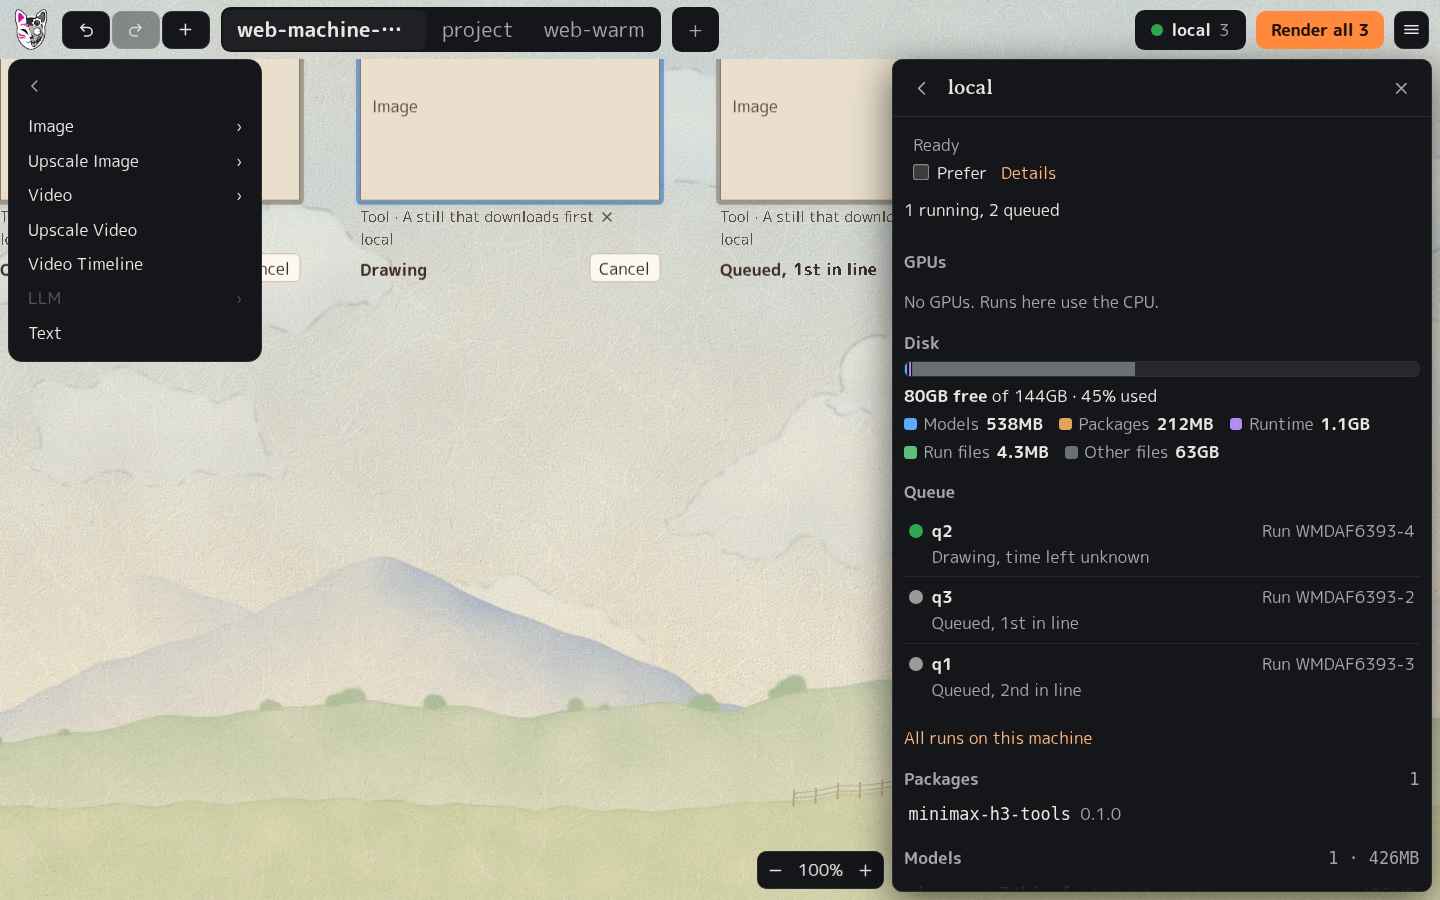 web-machine-···
project
web-warm
local 3
Render all 3
Image
Upscale Image
Video
Upscale Video
Video Timeline
LLM
Text
Image
Tool · A still that downloads first
local
Drawing
Cancel
Image
Tool · A still that
local
Queued, 1st in line
100%
local
Ready
Prefer Details
1 running, 2 queued
GPUs
No GPUs. Runs here use the CPU.
Disk
80GB free of 144GB · 45% used
Models 538MB Packages 212MB Runtime 1.1GB
Run files 4.3MB Other files 63GB
Queue
q2 Run WMDAF6393-4
Drawing, time left unknown
q3 Run WMDAF6393-2
Queued, 1st in line
q1 Run WMDAF6393-3
Queued, 2nd in line
All runs on this machine
Packages 1
minimax-h3-tools 0.1.0
Models 1 · 426MB